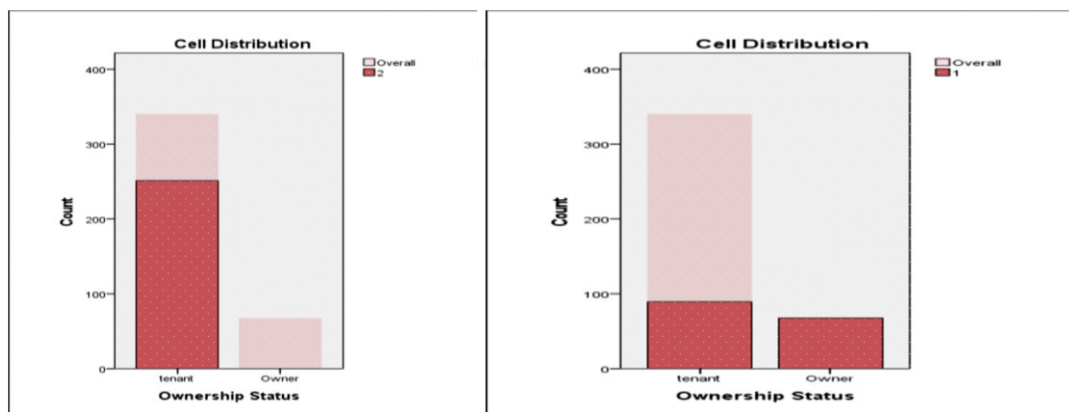 Cell Distribution
Overall
2
400
300
200
100
0
Count
tenant
Owner
Ownership Status
Cell Distribution
Overall
1
400
300
200
100
0
Count
tenant
Owner
Ownership Status